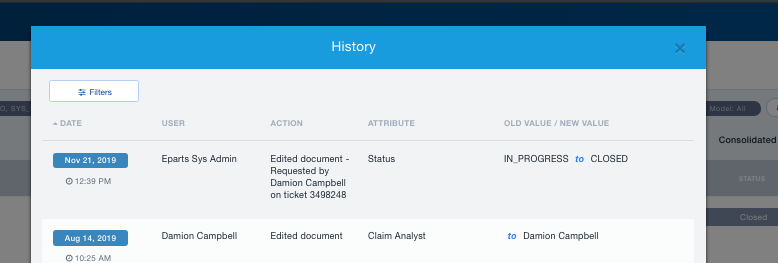 History
Filters
DATE USER ACTION ATTRIBUTE OLD VALUE / NEW VALUE
Nov 21, 2019 Eparts Sys Admin Edited document - Status IN_PROGRESS to CLOSED
Requested by
12:39 PM Damion Campbell
on ticket 3498248
Aug 14, 2019 Damion Campbell Edited document Claim Analyst to Damion Campbell
10:25 AM
O, SYS,
Model: All
Consolidated
STATUS
Closed